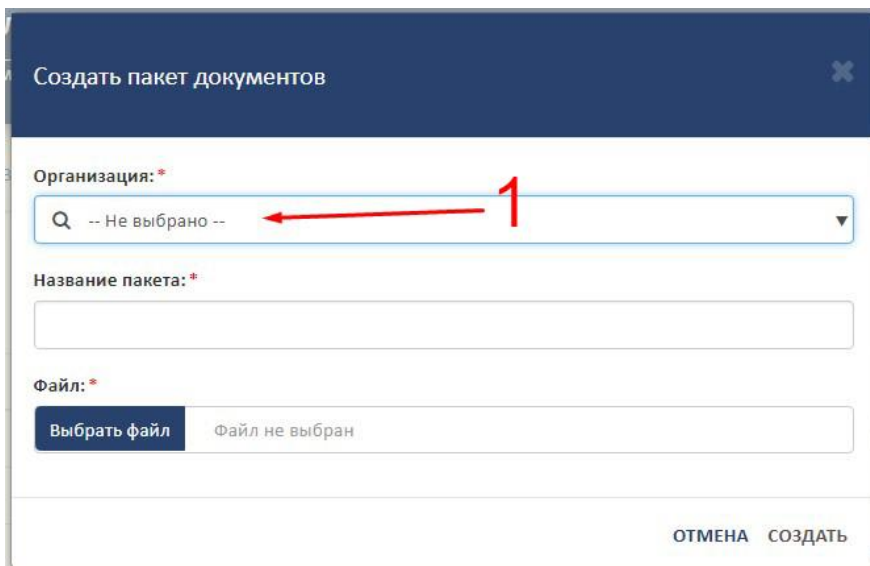 Создать пакет документов
Организация:*
-- Не выбрано --
1
Название пакета:*
Файл:*
Выбрать файл Файл не выбран
ОТМЕНА СОЗДАТЬ